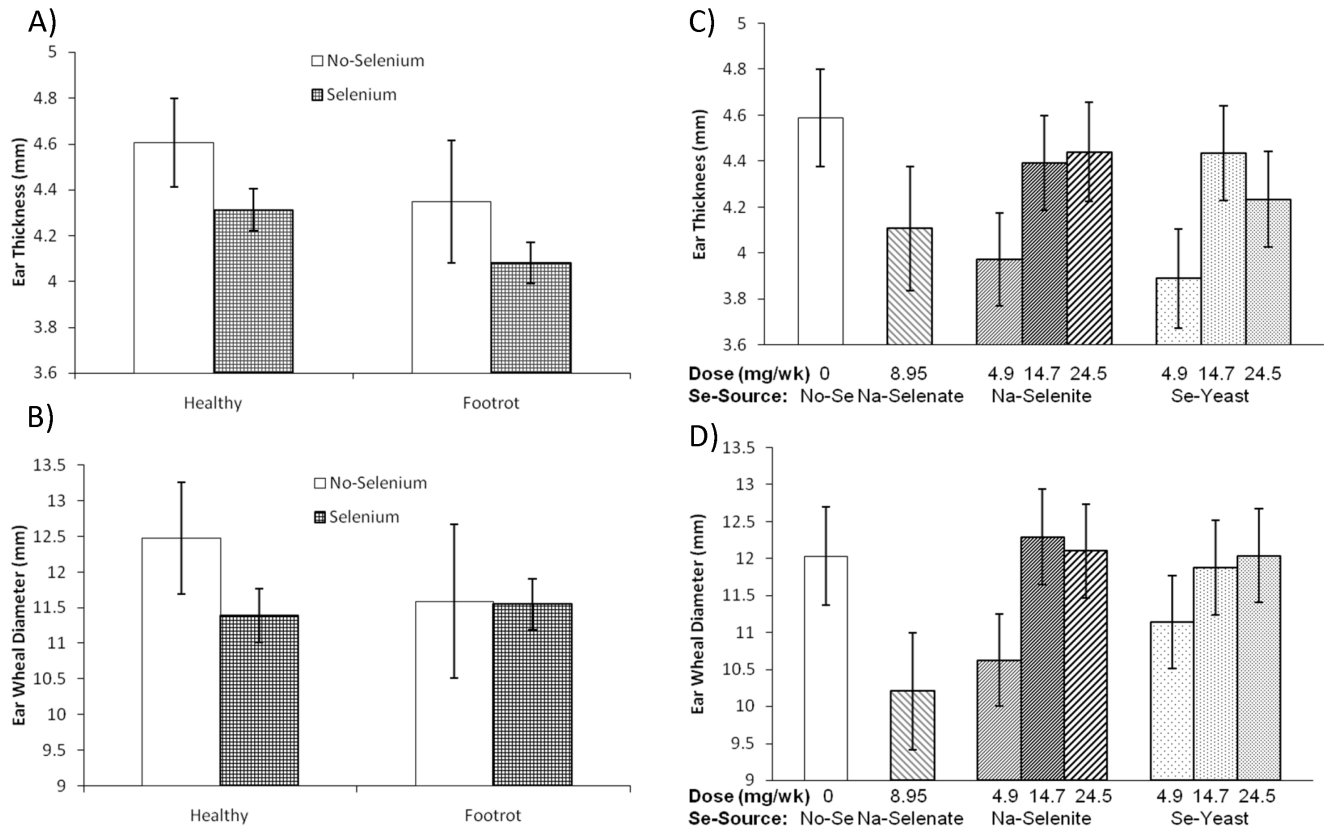 A)
5
4.8
4.6
4.4
4.2
4
3.8
3.6
Ear Thickness (mm)
No-Selenium
Selenium
Healthy Footrot
B)
13.5
13
12.5
12
11.5
11
10.5
10
9.5
9
Ear Wheal Diameter (mm)
No-Selenium
Selenium
Healthy Footrot
C)
5
4.8
4.6
4.4
4.2
4
3.8
3.6
Ear Thicknees (mm)
Dose (mg/wk) 0 8.95 4.9 14.7 24.5 4.9 14.7 24.5
Se-Source: No-Se Na-Selenate Na-Selenite Se-Yeast
D)
13.5
13
12.5
12
11.5
11
10.5
10
9.5
9
Ear Wheal Diameter (mm)
Dose (mg/wk) 0 8.95 4.9 14.7 24.5 4.9 14.7 24.5
Se-Source: No-Se Na-Selenate Na-Selenite Se-Yeast